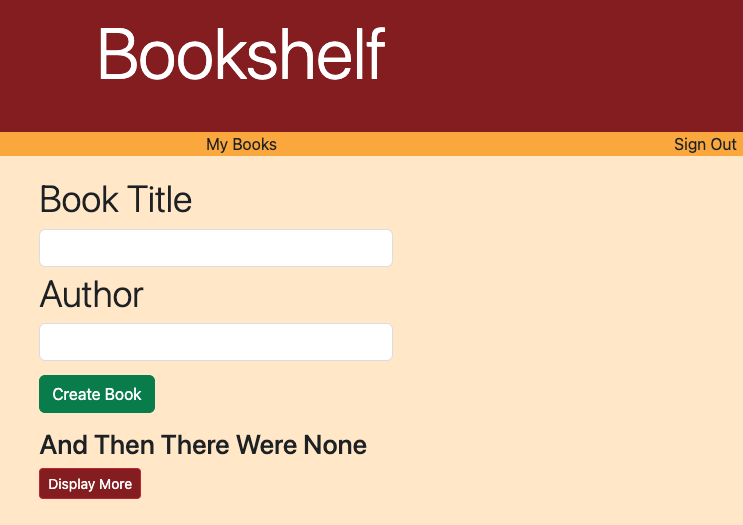 Bookshelf
My Books Sign Out
Book Title
Author
Create Book
And Then There Were None
Display More